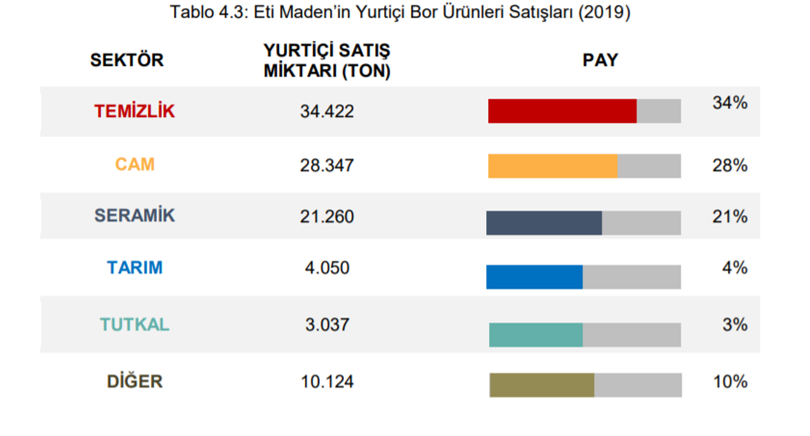 Tablo 4.3: Eti Maden’in Yurtiçi Bor Ürünleri Satışları (2019)
SEKTÖR YURTİÇİ SATIŞ MİKTARI (TON) PAY
TEMİZLİK 34.422 34%
CAM 28.347 28%
SERAMİK 21.260 21%
TARIM 4.050 4%
TUTKAL 3.037 3%
DİĞER 10.124 10%